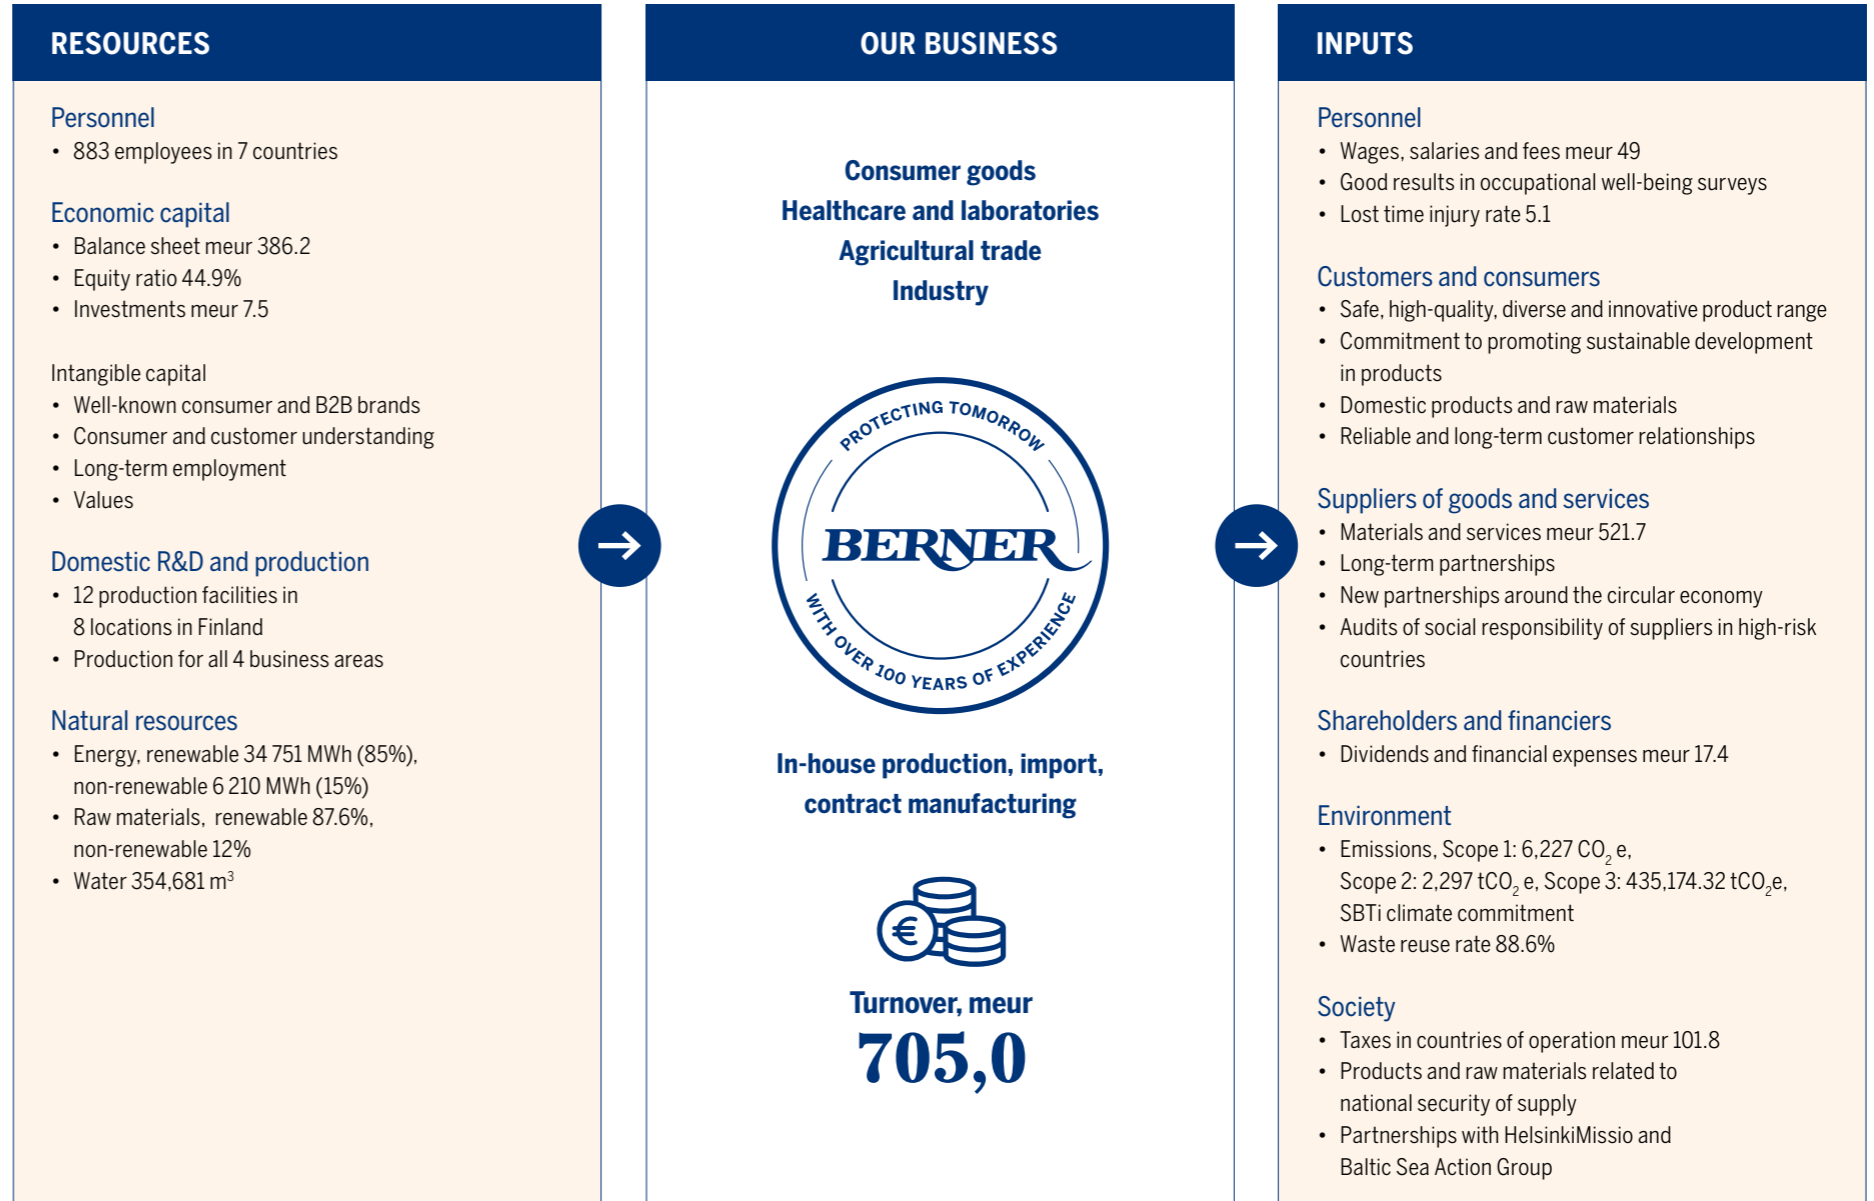 RESOURCES
Personnel
• 883 employees in 7 countries
Economic capital
• Balance sheet meur 386.2
• Equity ratio 44.9%
• Investments meur 7.5
Intangible capital
• Well-known consumer and B2B brands
• Consumer and customer understanding
• Long-term employment
• Values
Domestic R&D and production
• 12 production facilities in
8 locations in Finland
• Production for all 4 business areas
Natural resources
• Energy, renewable 34 751 MWh (85%),
non-renewable 6 210 MWh (15%)
• Raw materials, renewable 87.6%,
non-renewable 12%
• Water 354,681 m³
OUR BUSINESS
Consumer goods
Healthcare and laboratories
Agricultural trade
Industry
PROTECTING TOMORROW
BERNER
WITH OVER 100 YEARS OF EXPERIENCE
In-house production, import,
contract manufacturing
€
Turnover, meur
705,0
INPUTS
Personnel
• Wages, salaries and fees meur 49
• Good results in occupational well-being surveys
• Lost time injury rate 5.1
Customers and consumers
• Safe, high-quality, diverse and innovative product range
• Commitment to promoting sustainable development
in products
• Domestic products and raw materials
• Reliable and long-term customer relationships
Suppliers of goods and services
• Materials and services meur 521.7
• Long-term partnerships
• New partnerships around the circular economy
• Audits of social responsibility of suppliers in high-risk
countries
Shareholders and financiers
• Dividends and financial expenses meur 17.4
Environment
• Emissions, Scope 1: 6,227 CO₂ e,
Scope 2: 2,297 tCO₂ e, Scope 3: 435,174.32 tCO₂e,
SBTi climate commitment
• Waste reuse rate 88.6%
Society
• Taxes in countries of operation meur 101.8
• Products and raw materials related to
national security of supply
• Partnerships with HelsinkiMissio and
Baltic Sea Action Group